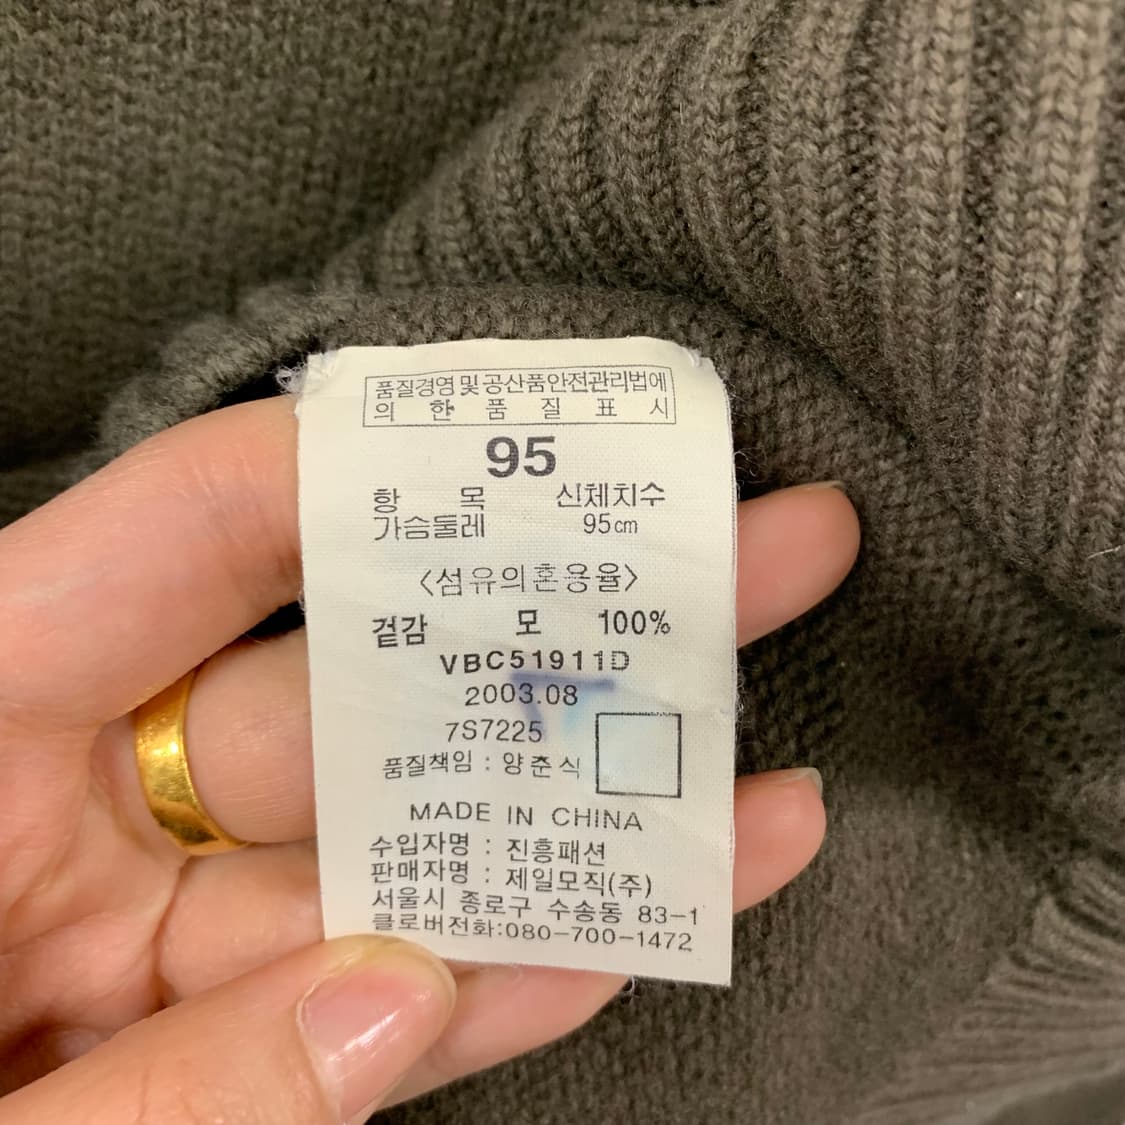 품질경영및공산품안전관리법에
의 한 품 질 표 시
95
항 목 신체치수
가슴둘레 95㎝
<섬유의혼용율>
겉감 모 100%
VBC51911D
2003.08
7S7225
품질책임 : 양춘식
MADE IN CHINA
수입자명 : 진흥패션
판매자명 : 제일모직(주)
서울시 종로구 수송동 83-1
클로버전화:080-700-1472